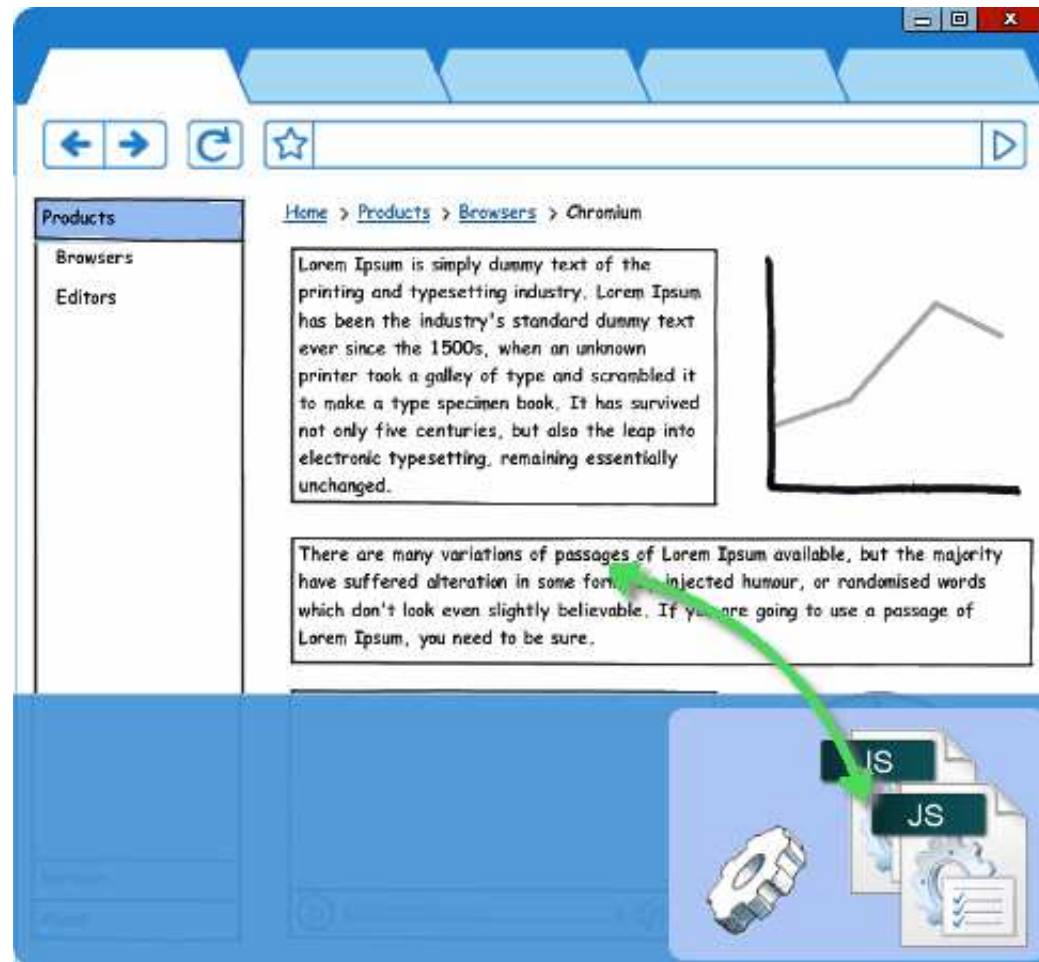 X
Products
Browsers
Editors
Home > Products > Browsers > Chromium
Lorem Ipsum is simply dummy text of the
printing and typesetting industry. Lorem Ipsum
has been the industry's standard dummy text
ever since the 1500s, when an unknown
printer took a galley of type and scrambled it
to make a type specimen book. It has survived
not only five centuries, but also the leap into
electronic typesetting, remaining essentially
unchanged.
There are many variations of passages of Lorem Ipsum available, but the majority
have suffered alteration in some injected humour, or randomised words
which don't look even slightly believable. If you are going to use a passage of
Lorem Ipsum, you need to be sure.
JS
JS